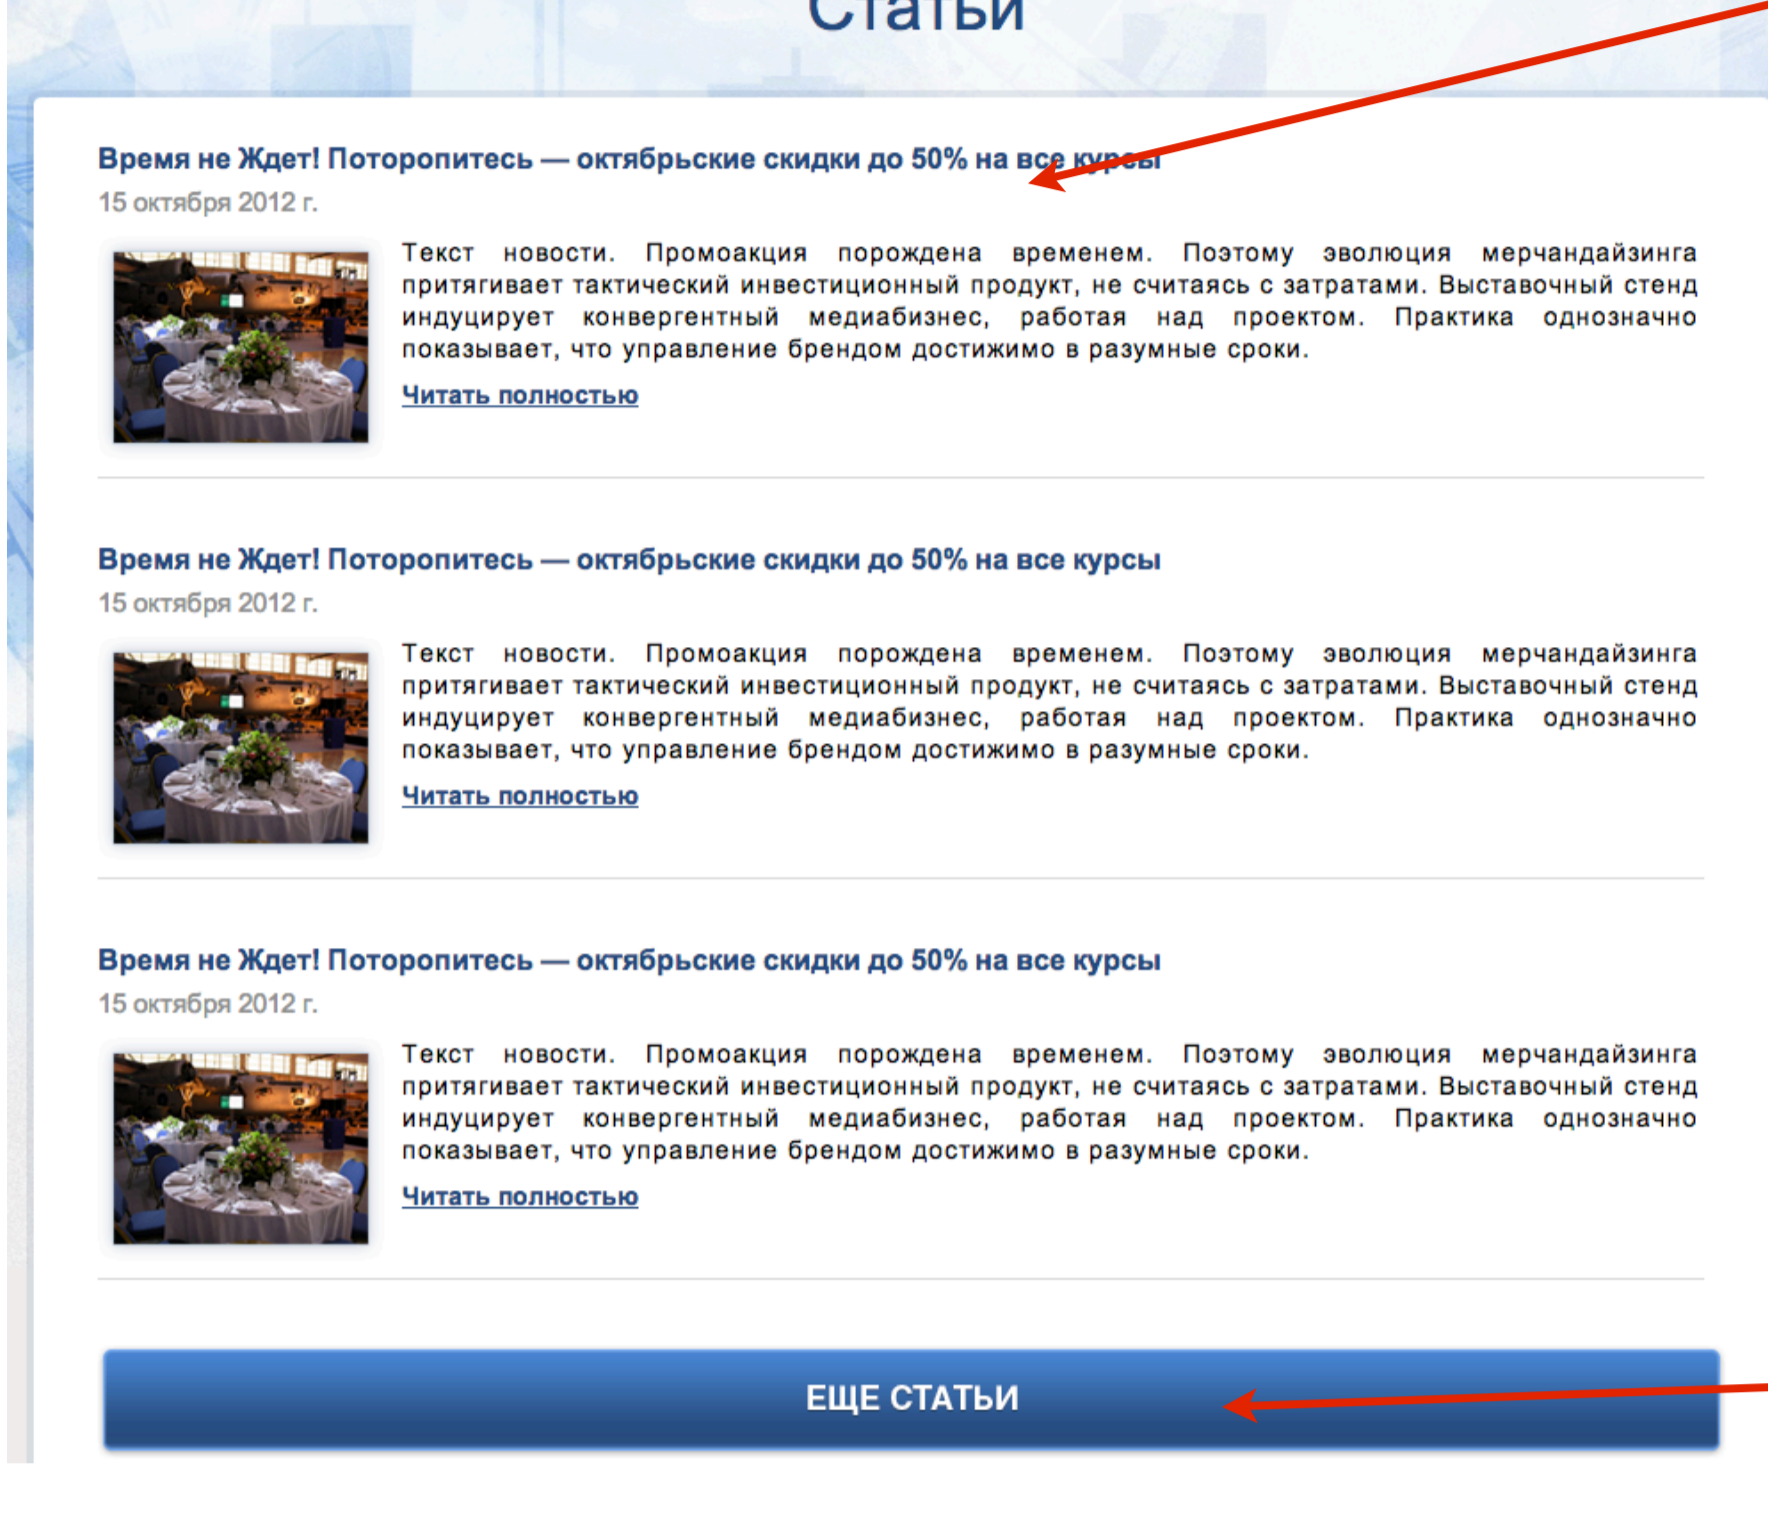 Статьи
Время не Ждет! Поторопитесь — октябрьские скидки до 50% на все курсы
15 октября 2012 г.
Текст новости. Промоакция порождена временем. Поэтому эволюция мерчандайзинга
притягивает тактический инвестиционный продукт, не считаясь с затратами. Выставочный стенд
индуцирует конвергентный медиабизнес, работая над проектом. Практика однозначно
показывает, что управление брендом достижимо в разумные сроки.
Читать полностью
Время не Ждет! Поторопитесь — октябрьские скидки до 50% на все курсы
15 октября 2012 г.
Текст новости. Промоакция порождена временем. Поэтому эволюция мерчандайзинга
притягивает тактический инвестиционный продукт, не считаясь с затратами. Выставочный стенд
индуцирует конвергентный медиабизнес, работая над проектом. Практика однозначно
показывает, что управление брендом достижимо в разумные сроки.
Читать полностью
Время не Ждет! Поторопитесь — октябрьские скидки до 50% на все курсы
15 октября 2012 г.
Текст новости. Промоакция порождена временем. Поэтому эволюция мерчандайзинга
притягивает тактический инвестиционный продукт, не считаясь с затратами. Выставочный стенд
индуцирует конвергентный медиабизнес, работая над проектом. Практика однозначно
показывает, что управление брендом достижимо в разумные сроки.
Читать полностью
ЕЩЕ СТАТЬИ